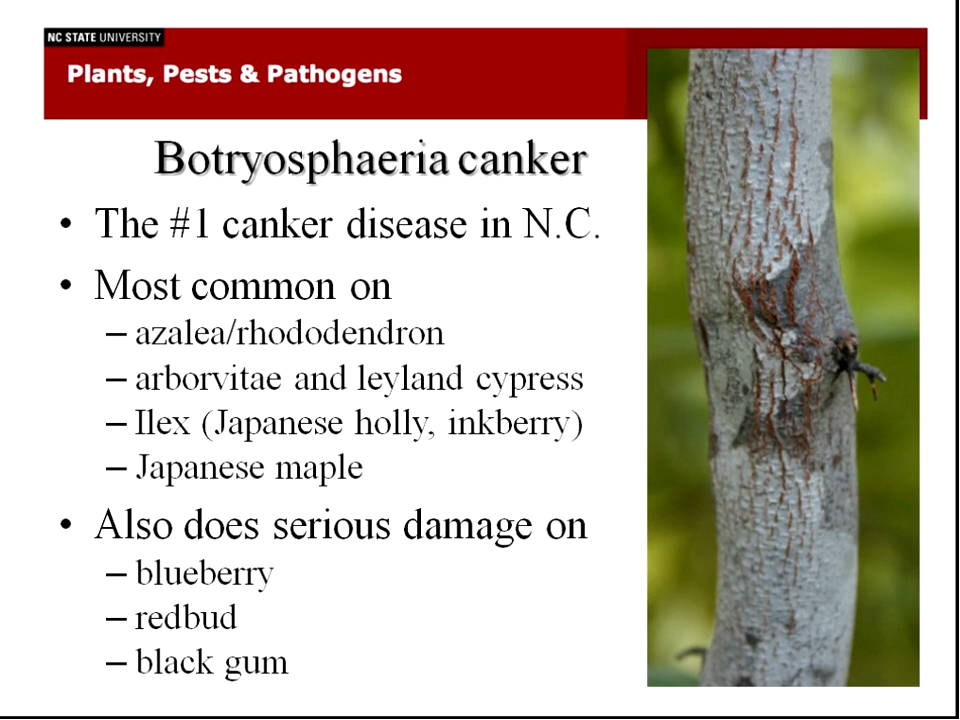 NC STATE UNIVERSITY
Plants, Pests & Pathogens
Botryosphaeria canker
• The #1 canker disease in N.C.
• Most common on
– azalea/rhododendron
– arborvitae and leyland cypress
– Ilex (Japanese holly, inkberry)
– Japanese maple
• Also does serious damage on
– blueberry
– redbud
– black gum